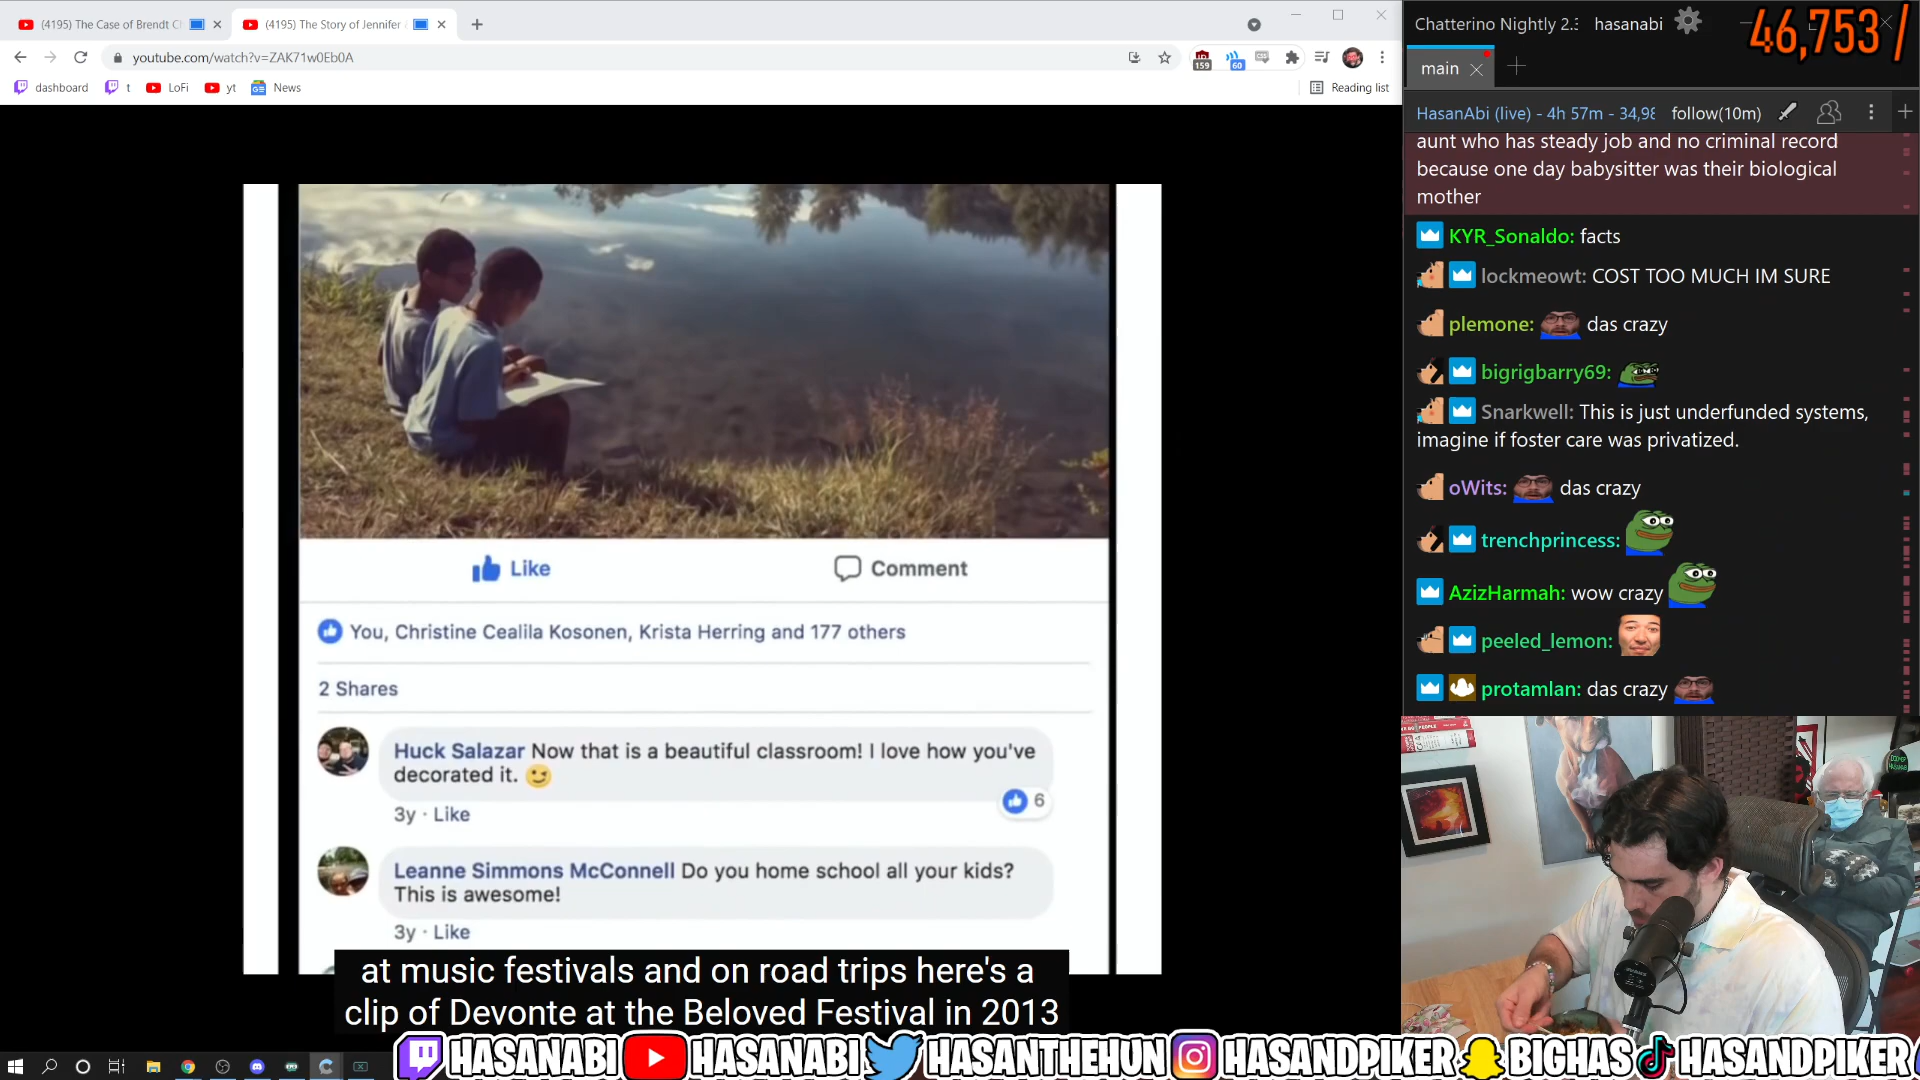 (4195) The Case of Brendt C
(4195) The Story of Jennifer
youtube.com/watch?v=ZAK71w0Eb0A
159
60
dashboard
t
LoFi
yt
News
Reading list
Like
Comment
You, Christine Cealila Kosonen, Krista Herring and 177 others
2 Shares
Huck Salazar Now that is a beautiful classroom! I love how you've
decorated it.
6
3y · Like
Leanne Simmons McConnell Do you home school all your kids?
This is awesome!
3y · Like
at music festivals and on road trips here's a
clip of Devonte at the Beloved Festival in 2013
Chatterino Nightly 2.
hasanabi
46,753 /
main
HasanAbi (live) - 4h 57m - 34,98
follow(10m)
aunt who has steady job and no criminal record
because one day babysitter was their biological
mother
KYR_Sonaldo: facts
lockmeowt: COST TOO MUCH IM SURE
plemone: das crazy
bigrigbarry69:
Snarkwell: This is just underfunded systems,
imagine if foster care was privatized.
oWits: das crazy
trenchprincess:
AzizHarmah: wow crazy
peeled_lemon:
protamlan: das crazy
HASANABI
HASANABI
HASANTHEHUN
HASANDPIKER
BIGHAS
HASANDPIKER